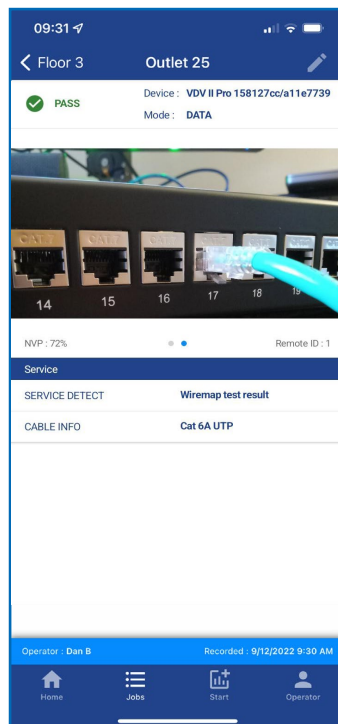 09:31
Floor 3 Outlet 25
PASS
Device : VDV II Pro 158127cc/a11e7739
Mode : DATA
CAT.7 CAT.7
14 15 16 17 18 19
NVP : 72% Remote ID : 1
Service
SERVICE DETECT Wiremap test result
CABLE INFO Cat 6A UTP
Operator : Dan B Recorded : 9/12/2022 9:30 AM
Home Jobs Start Operator